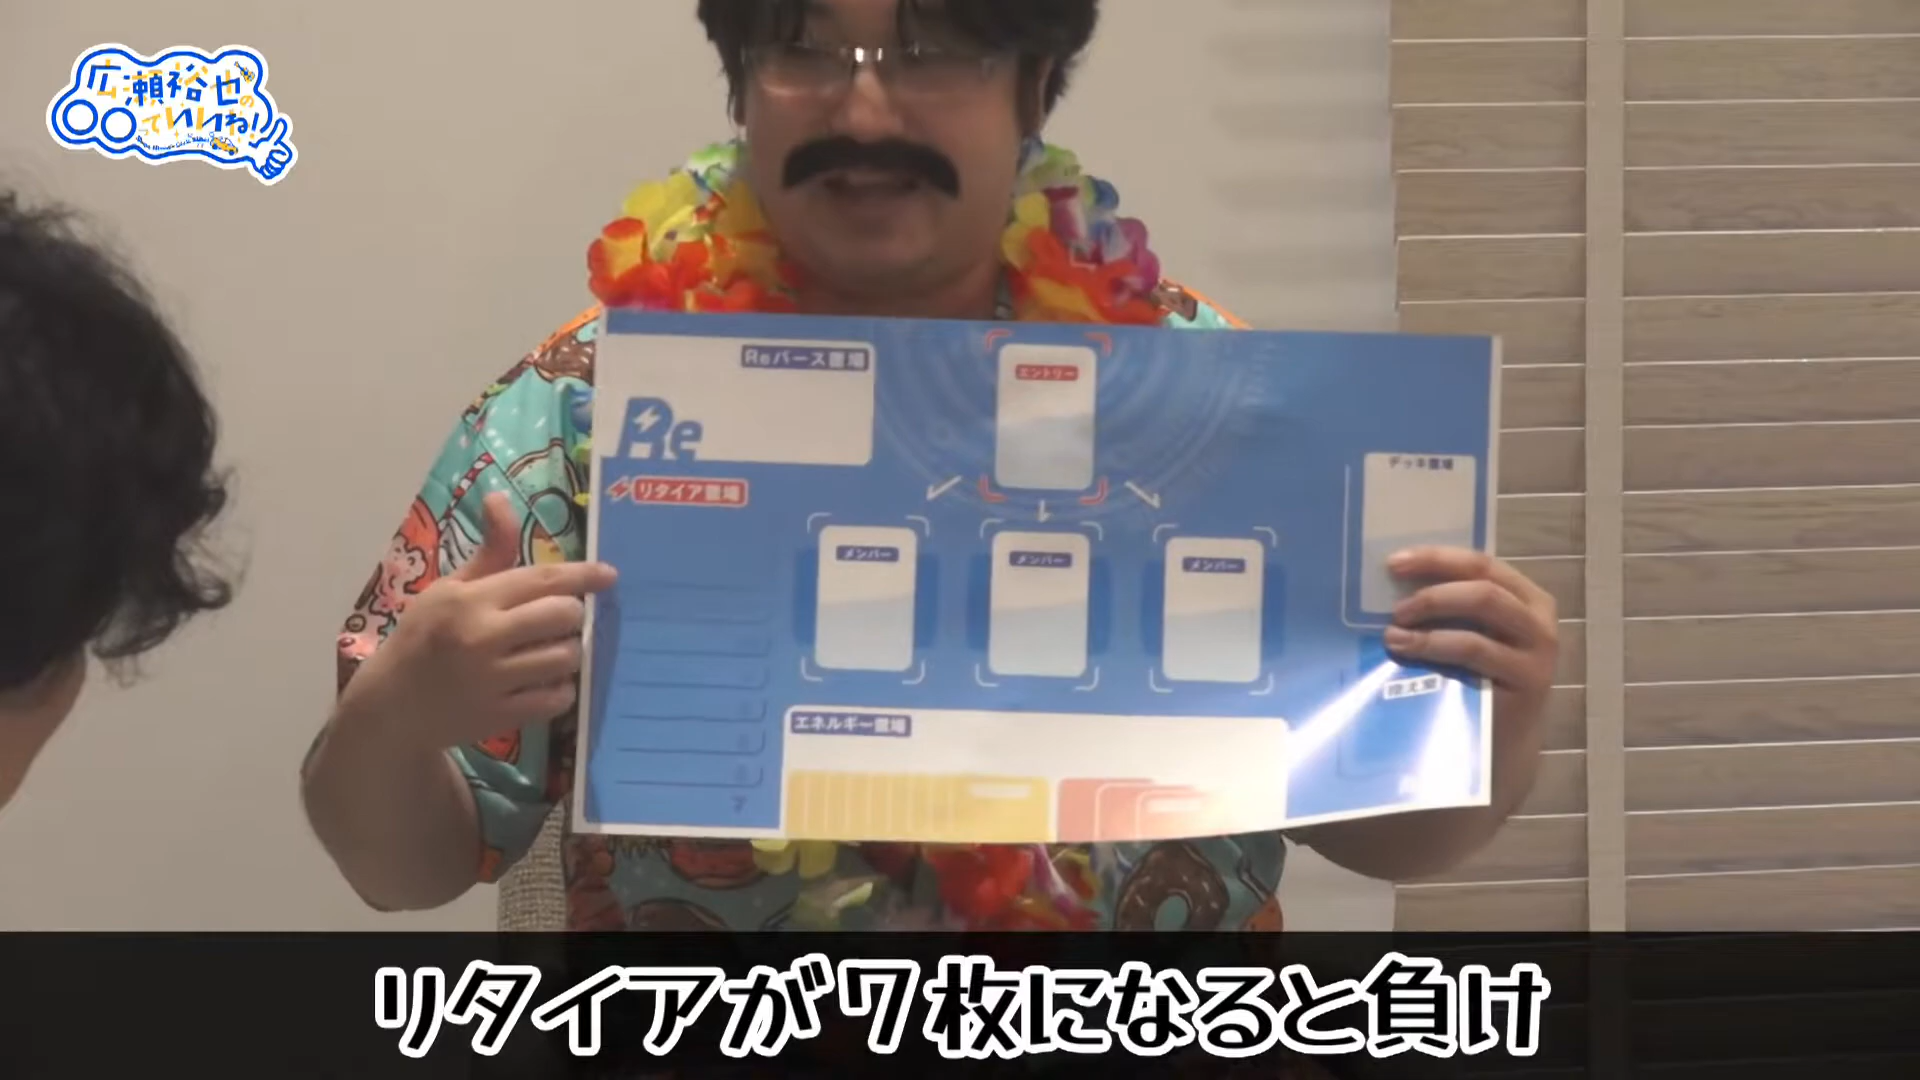 広瀬裕也の
〇〇っていいね!
Reバース置場
エントリー
Re
デッキ置場
リタイア置場
メンバー
メンバー
メンバー
控え室
エネルギー置場
7
リタイアが7枚になると負け